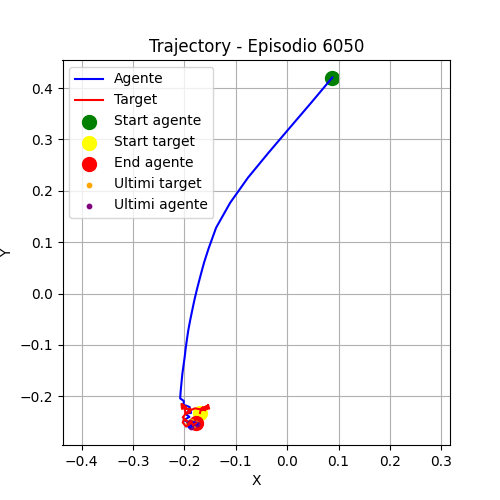 Trajectory - Episodio 6050
Agente
Target
Start agente
Start target
End agente
Ultimi target
Ultimi agente
Y
0.4
0.3
0.2
0.1
0.0
−0.1
−0.2
−0.4
−0.3
−0.2
−0.1
0.0
0.1
0.2
0.3
X